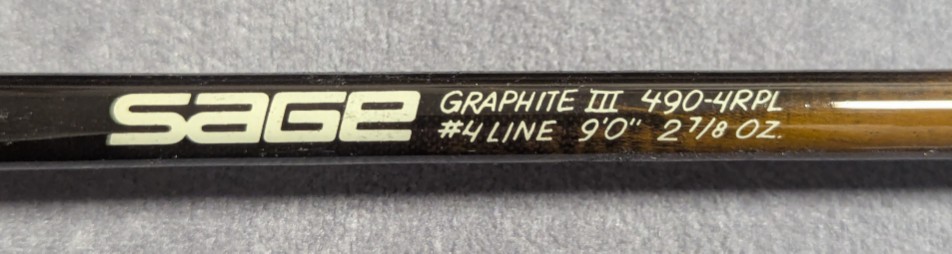 SAGE
GRAPHITE III 490-4RPL
#4 LINE 9'0" 2 7/8 OZ.